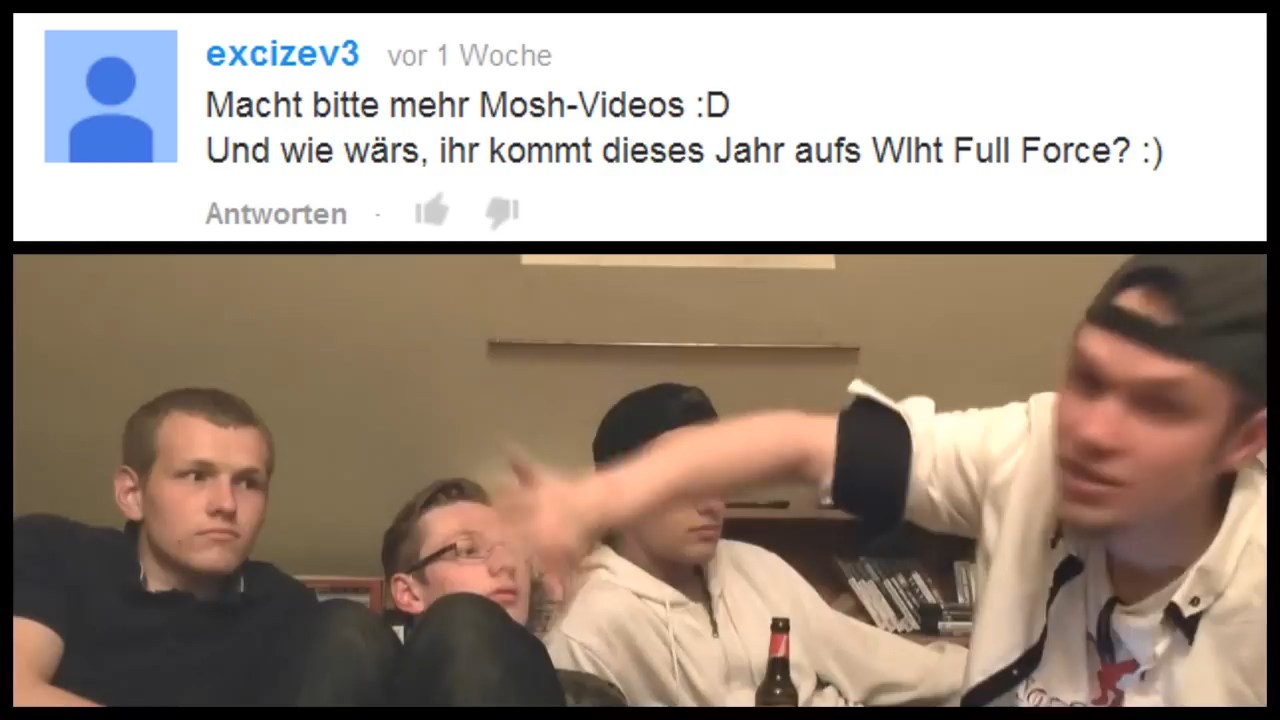 excizev3 vor 1 Woche
Macht bitte mehr Mosh-Videos :D
Und wie wärs, ihr kommt dieses Jahr aufs WIht Full Force? :)
Antworten ·